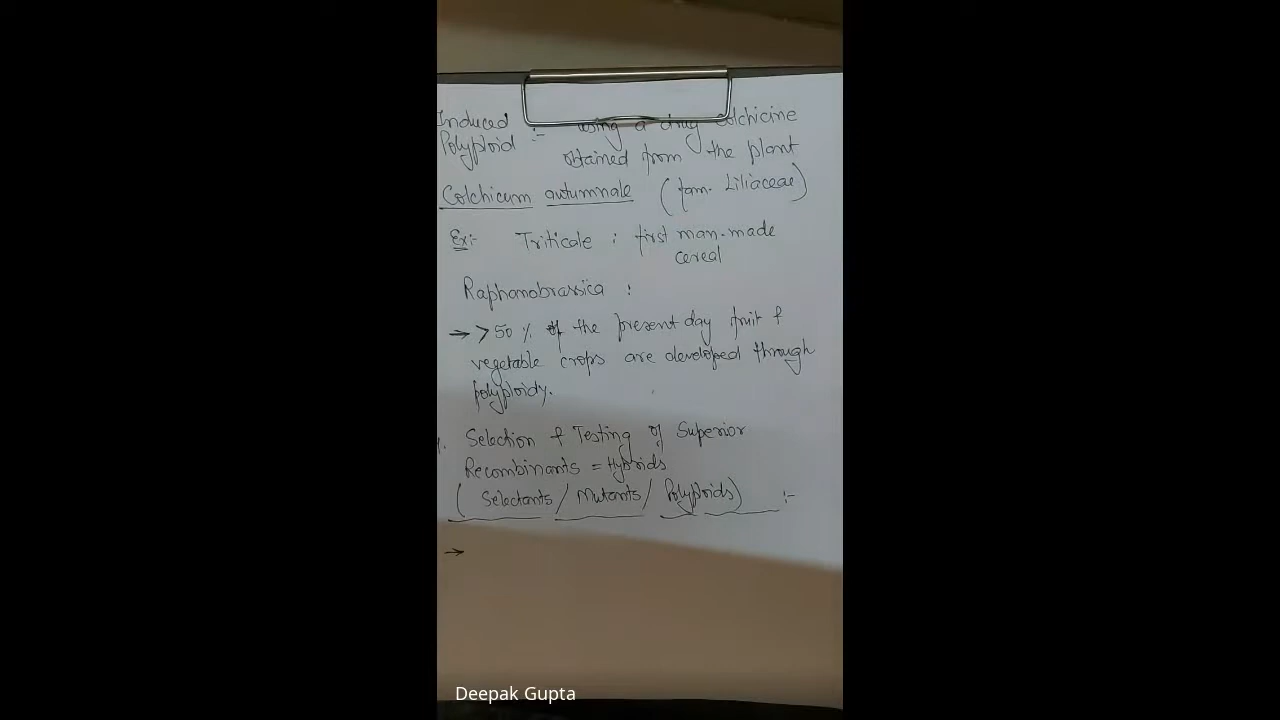 Induced
Polyploid :- using a drug Colchicine
obtained from the plant
Colchicum autumnale (fam. Liliaceae)
Ex:- Triticale : first man-made
cereal
Raphanobrassica :
→ > 50 % of the present day fruit &
vegetable crops are developed through
polyploidy.
Selection & Testing of Superior
Recombinants = Hybrids
( Selectants / Mutants / Polyploids) :-
→
Deepak Gupta